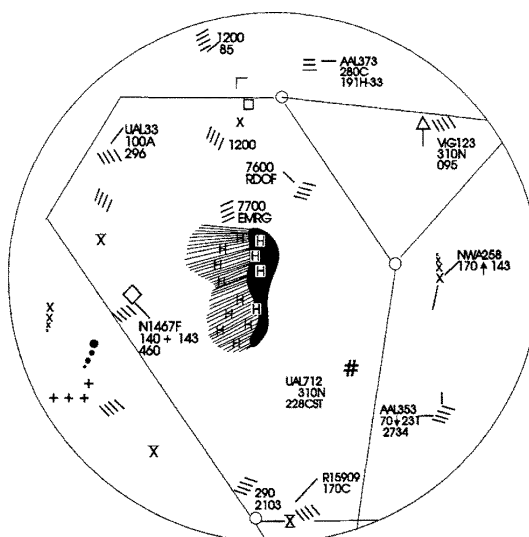 1200
85
AAL373
280C
191H-33
UAL33
100A
296
1200
VIG123
310N
095
7600
RDOF
7700
EMRG
H
H
H
H
H
H
H
H
H
H
H
H
NWA258
170 ↑ 143
N1467F
140 + 143
460
UAL712
310N
228CST
#
AAL353
70 ↓ 231
2734
R15909
170C
290
2103
X
X
X
X
X
X
X
X
X
+
+ + +